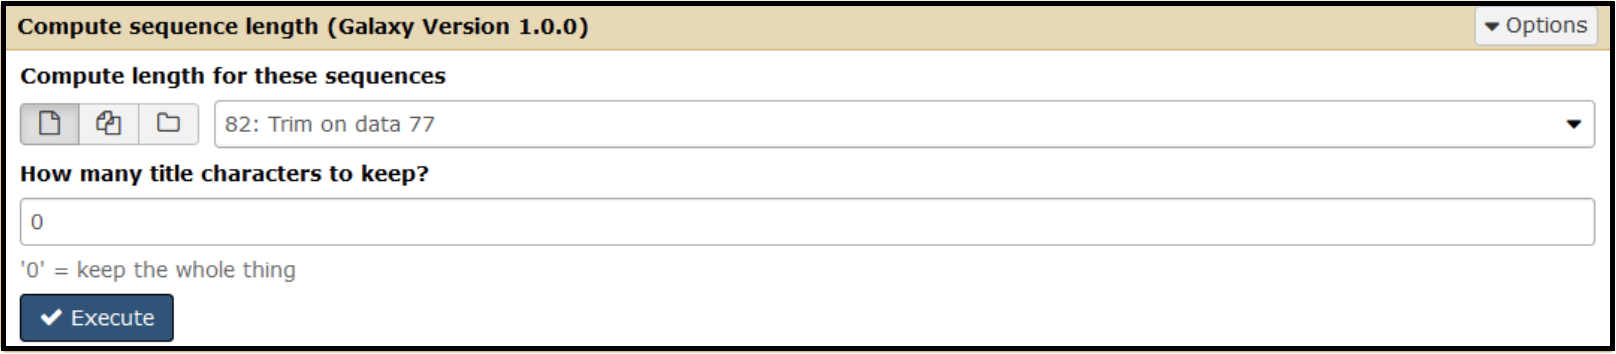 Compute sequence length (Galaxy Version 1.0.0)
Options
Compute length for these sequences
82: Trim on data 77
How many title characters to keep?
0
'0' = keep the whole thing
Execute